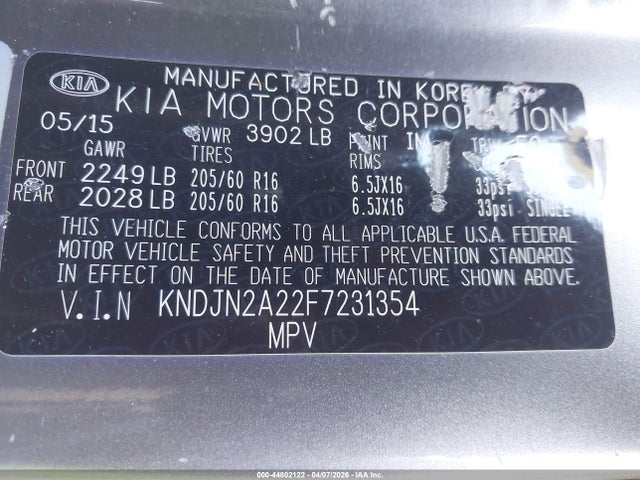 KIA
MANUFACTURED IN KOREA
KIA MOTORS CORPORATION
05/15 GVWR 3902 LB PAINT TRIM
GAWR TIRES RIMS
FRONT 2249 LB 205/60 R16 6.5JX16 33psi
REAR 2028 LB 205/60 R16 6.5JX16 33psi SINGLE
THIS VEHICLE CONFORMS TO ALL APPLICABLE U.S.A. FEDERAL
MOTOR VEHICLE SAFETY AND THEFT PREVENTION STANDARDS
IN EFFECT ON THE DATE OF MANUFACTURE SHOWN ABOVE.
V.I.N KNDJN2A22F7231354
MPV
000-44802122 - 04/07/2026 - IAA Inc.